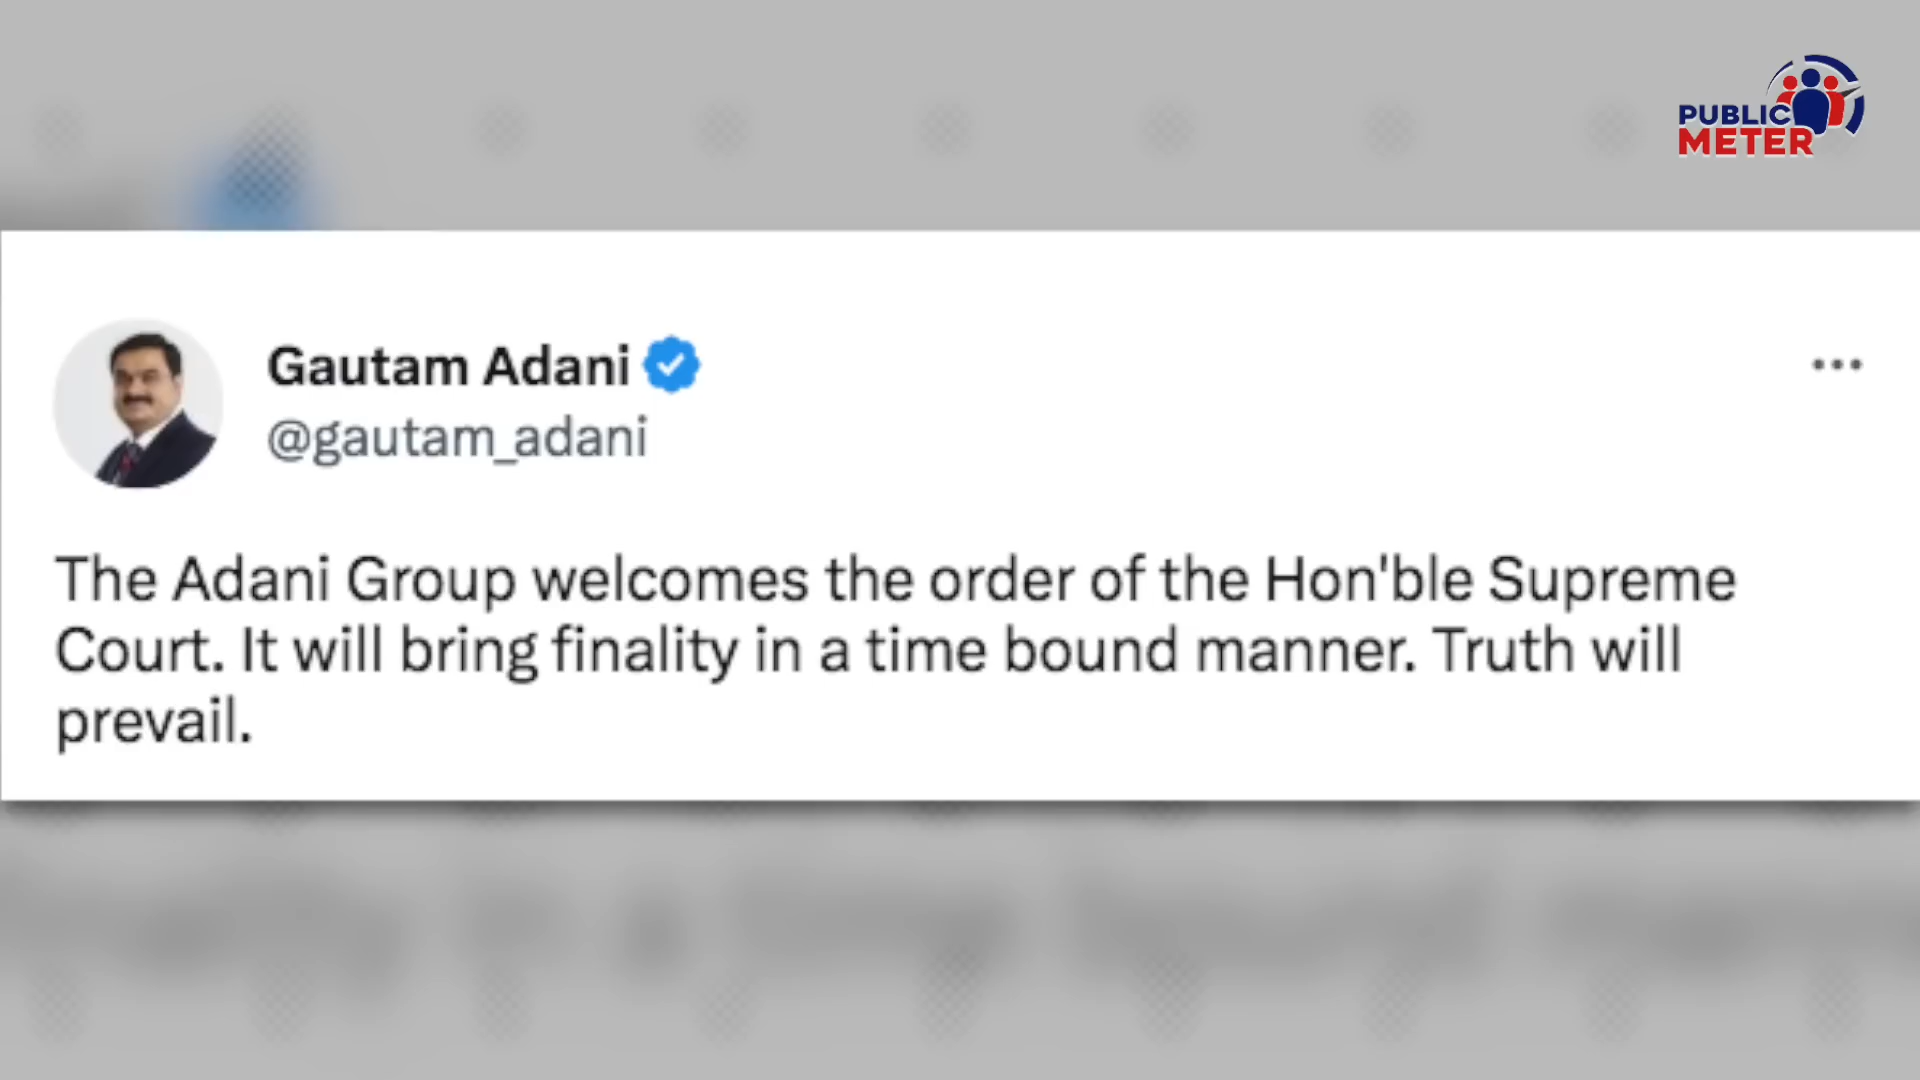 PUBLIC
METER
Gautam Adani
@gautam_adani
The Adani Group welcomes the order of the Hon'ble Supreme
Court. It will bring finality in a time bound manner. Truth will
prevail.